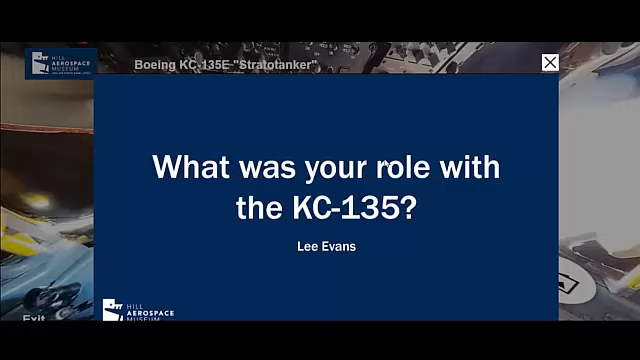 HILL
AEROSPACE
MUSEUM
Boeing KC-135E-"Stratotanker"
What was your role with
the KC-135?
Lee Evans
HILL
AEROSPACE
MUSEUM
Exit